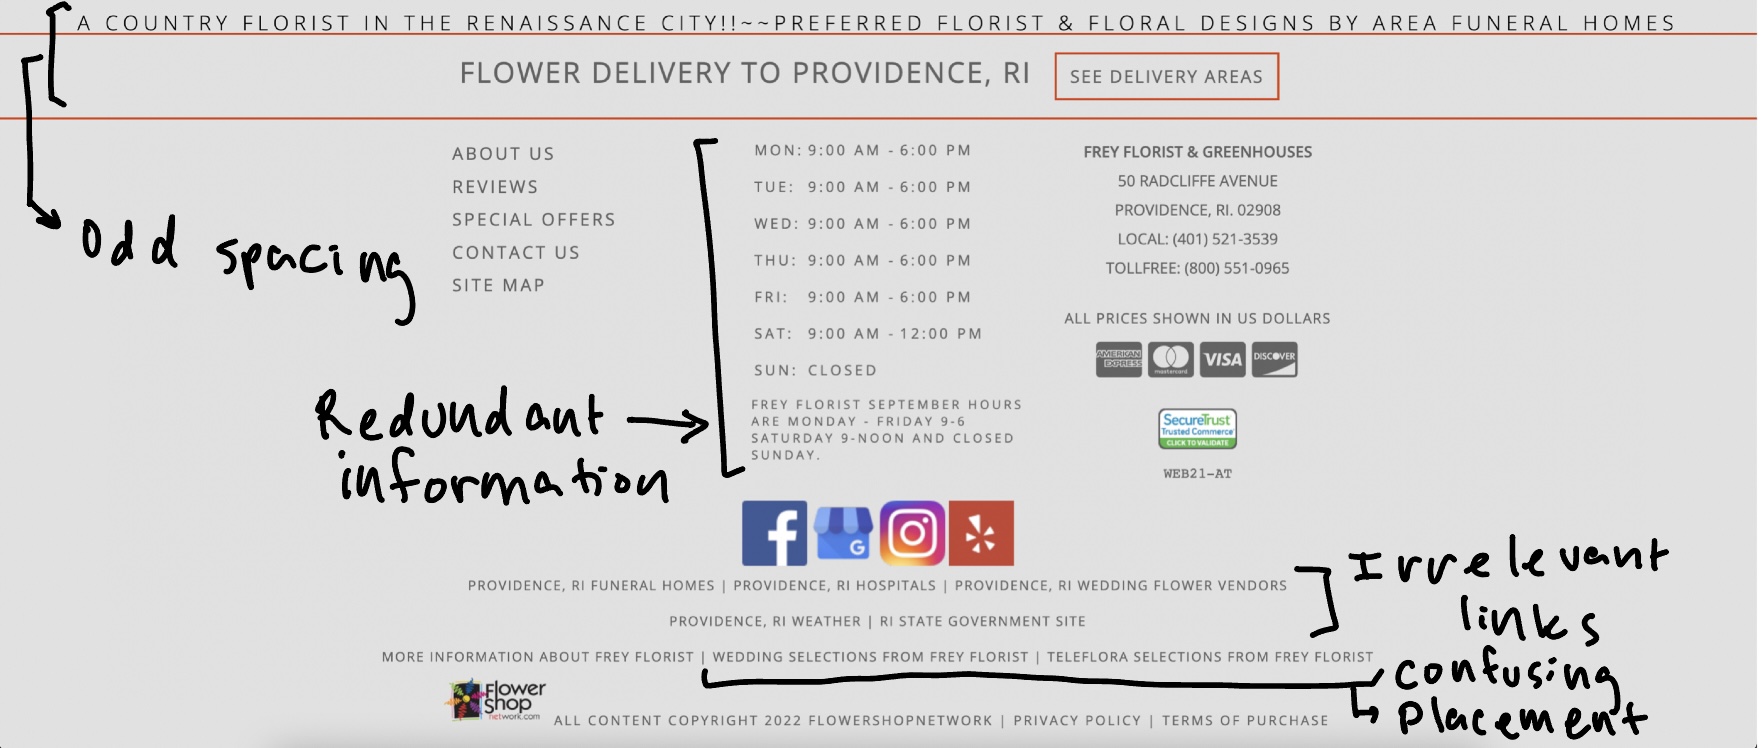 A COUNTRY FLORIST IN THE RENAISSANCE CITY!!~~PREFERRED FLORIST & FLORAL DESIGNS BY AREA FUNERAL HOMES
FLOWER DELIVERY TO PROVIDENCE, RI
SEE DELIVERY AREAS
Odd spacing
ABOUT US
REVIEWS
SPECIAL OFFERS
CONTACT US
SITE MAP
Redundant
information
MON: 9:00 AM - 6:00 PM
TUE: 9:00 AM - 6:00 PM
WED: 9:00 AM - 6:00 PM
THU: 9:00 AM - 6:00 PM
FRI: 9:00 AM - 6:00 PM
SAT: 9:00 AM - 12:00 PM
SUN: CLOSED
FREY FLORIST SEPTEMBER HOURS
ARE MONDAY - FRIDAY 9-6
SATURDAY 9-NOON AND CLOSED
SUNDAY.
FREY FLORIST & GREENHOUSES
50 RADCLIFFE AVENUE
PROVIDENCE, RI. 02908
LOCAL: (401) 521-3539
TOLLFREE: (800) 551-0965
ALL PRICES SHOWN IN US DOLLARS
AMERICAN EXPRESS
mastercard
VISA
DISCOVER
SecureTrust
Trusted Commerce
CLICK TO VALIDATE
WEB21-AT
f
G
PROVIDENCE, RI FUNERAL HOMES | PROVIDENCE, RI HOSPITALS | PROVIDENCE, RI WEDDING FLOWER VENDORS
PROVIDENCE, RI WEATHER | RI STATE GOVERNMENT SITE
Irrelevant
links
MORE INFORMATION ABOUT FREY FLORIST | WEDDING SELECTIONS FROM FREY FLORIST | TELEFLORA SELECTIONS FROM FREY FLORIST
confusing
placement
Flower
Shop
network.com
ALL CONTENT COPYRIGHT 2022 FLOWERSHOPNETWORK | PRIVACY POLICY | TERMS OF PURCHASE